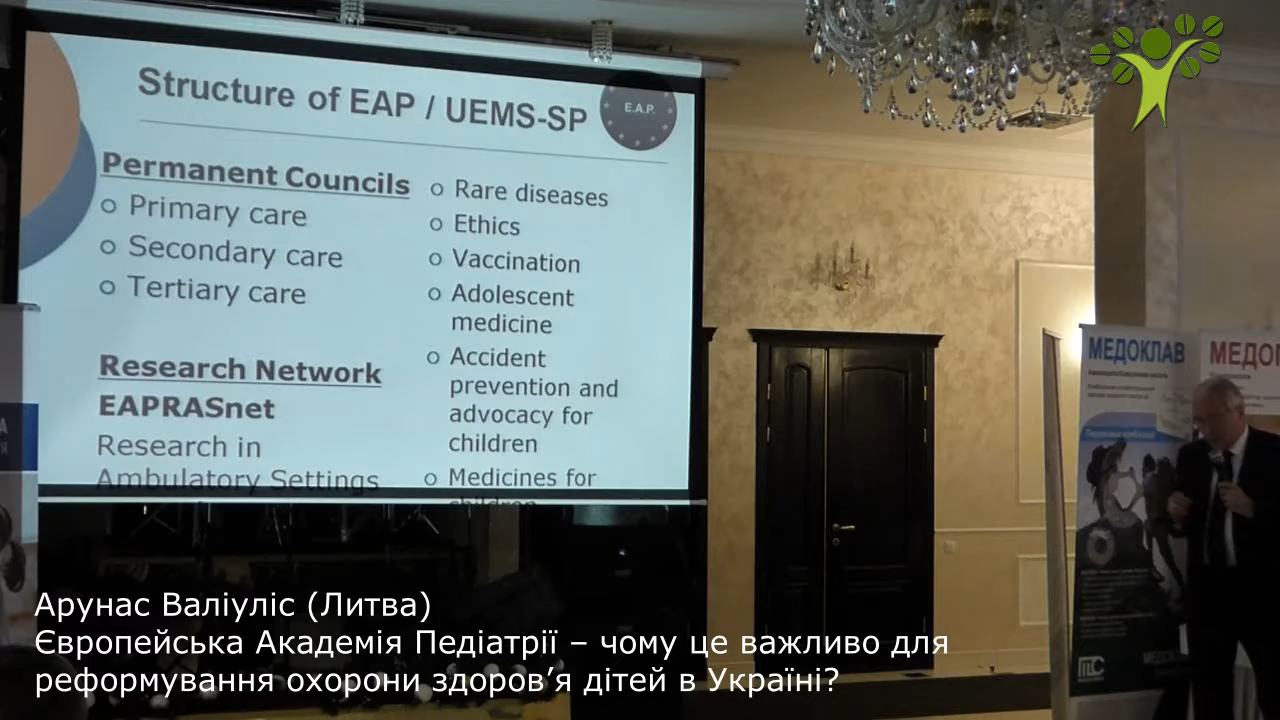 Structure of EAP / UEMS-SP
E.A.P.
Permanent Councils
o Primary care
o Secondary care
o Tertiary care
Research Network
EAPRASnet
Research in
Ambulatory Settings
o Rare diseases
o Ethics
o Vaccination
o Adolescent
medicine
o Accident
prevention and
advocacy for
children
o Medicines for
children
МЕДОКЛАВ
Арунас Валіуліс (Литва)
Європейська Академія Педіатрії – чому це важливо для
реформування охорони здоров’я дітей в Україні?